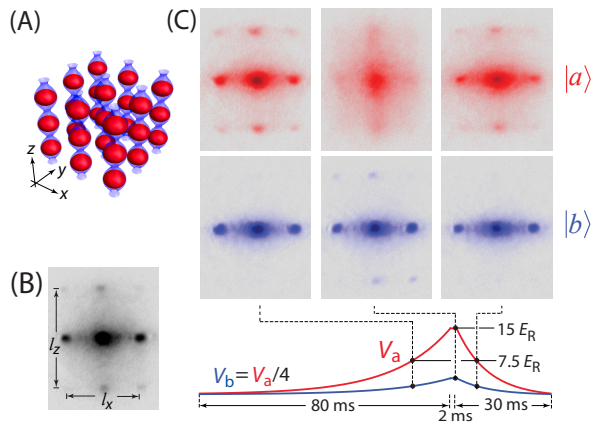 (A)
z
y
x
(B)
l_z
l_x
(C)
|a⟩
|b⟩
V_a
15 E_R
7.5 E_R
V_b = V_a/4
80 ms
2 ms
30 ms